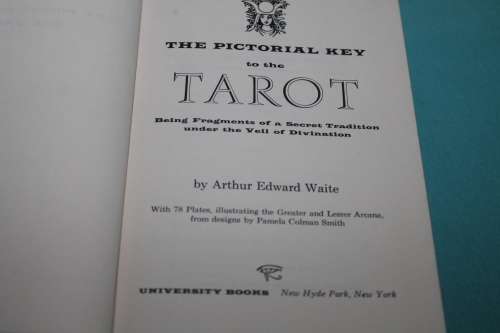 THE PICTORIAL KEY
to the
TAROT
Being Fragments of a Secret Tradition
under the Veil of Divination
by Arthur Edward Waite
With 78 Plates, illustrating the Greater and Lesser Arcana,
from designs by Pamela Colman Smith
UNIVERSITY BOOKS New Hyde Park, New York